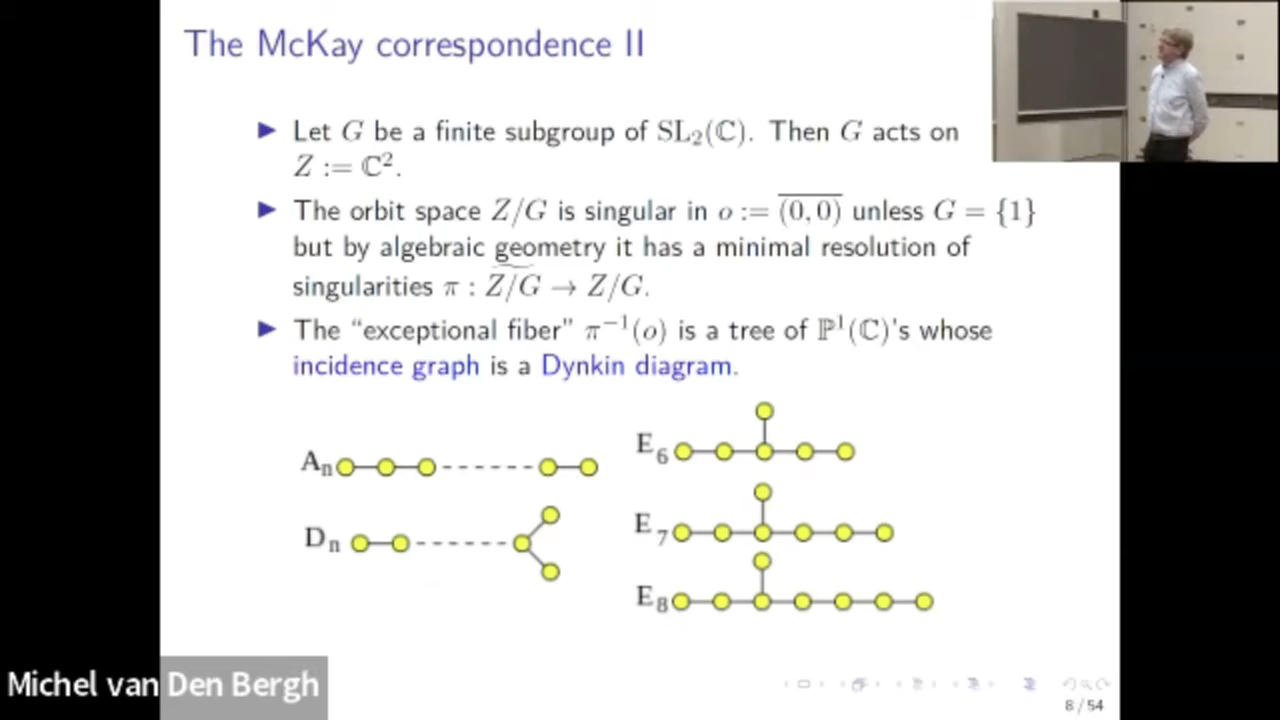 The McKay correspondence II
▶ Let G be a finite subgroup of SL₂(ℂ). Then G acts on
Z := ℂ².
▶ The orbit space Z/G is singular in o := \overline{(0, 0)} unless G = {1}
but by algebraic geometry it has a minimal resolution of
singularities π : \widetilde{Z/G} → Z/G.
▶ The “exceptional fiber” π⁻¹(o) is a tree of ℙ¹(ℂ)'s whose
incidence graph is a Dynkin diagram.
Aₙ
Dₙ
E₆
E₇
E₈
Michel van Den Bergh
8 / 54